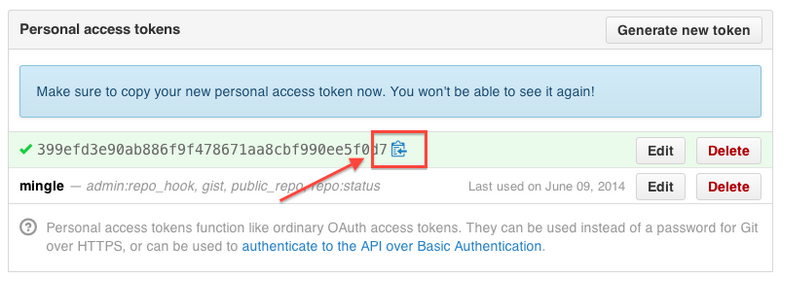 Personal access tokens
Generate new token
Make sure to copy your new personal access token now. You won't be able to see it again!
399efd3e90ab886f9f478671aa8cbf990ee5f0d7
Edit
Delete
mingle — admin:repo_hook, gist, public_repo, repo:status
Last used on June 09, 2014
Edit
Delete
Personal access tokens function like ordinary OAuth access tokens. They can be used instead of a password for Git
over HTTPS, or can be used to authenticate to the API over Basic Authentication.